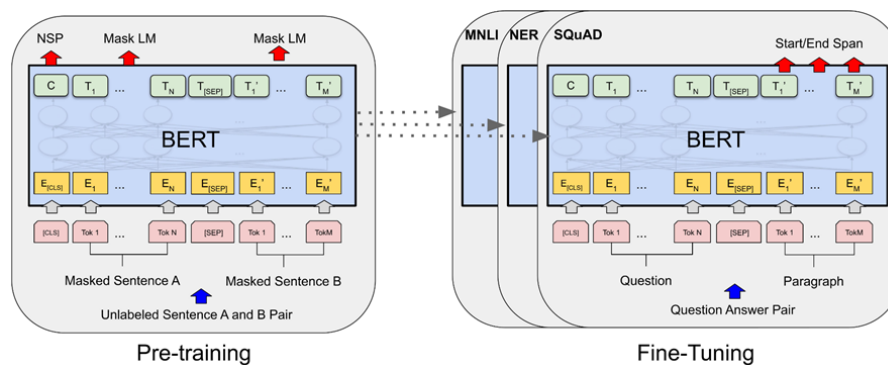 NSP Mask LM Mask LM
C T1 ... TN T[SEP] T1' ... TM'
BERT
E[CLS] E1 ... EN E[SEP] E1' ... EM'
[CLS] Tok 1 ... Tok N [SEP] Tok 1 ... TokM
Masked Sentence A Masked Sentence B
Unlabeled Sentence A and B Pair
Pre-training
MNLI NER SQuAD
Start/End Span
C T1 ... TN T[SEP] T1' ... TM'
BERT
E[CLS] E1 ... EN E[SEP] E1' ... EM'
[CLS] Tok 1 ... Tok N [SEP] Tok 1 ... TokM
Question Paragraph
Question Answer Pair
Fine-Tuning